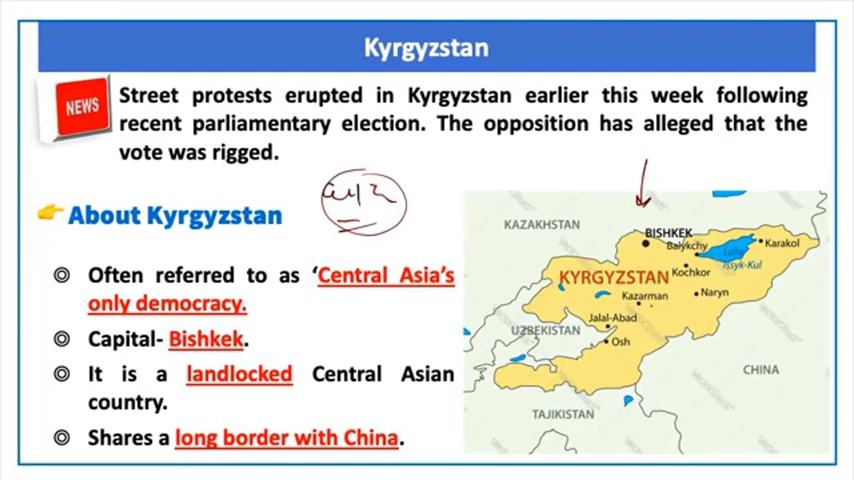 Kyrgyzstan
NEWS
Street protests erupted in Kyrgyzstan earlier this week following
recent parliamentary election. The opposition has alleged that the
vote was rigged.
About Kyrgyzstan
Often referred to as ‘Central Asia's
only democracy.
Capital- Bishkek.
It is a landlocked Central Asian
country.
Shares a long border with China.
KAZAKHSTAN
BISHKEK
Balykchy
Karakol
Lake
Issyk-Kul
KYRGYZSTAN
Kochkor
Kazarman
Naryn
Jalal-Abad
UZBEKISTAN
Osh
CHINA
TAJIKISTAN